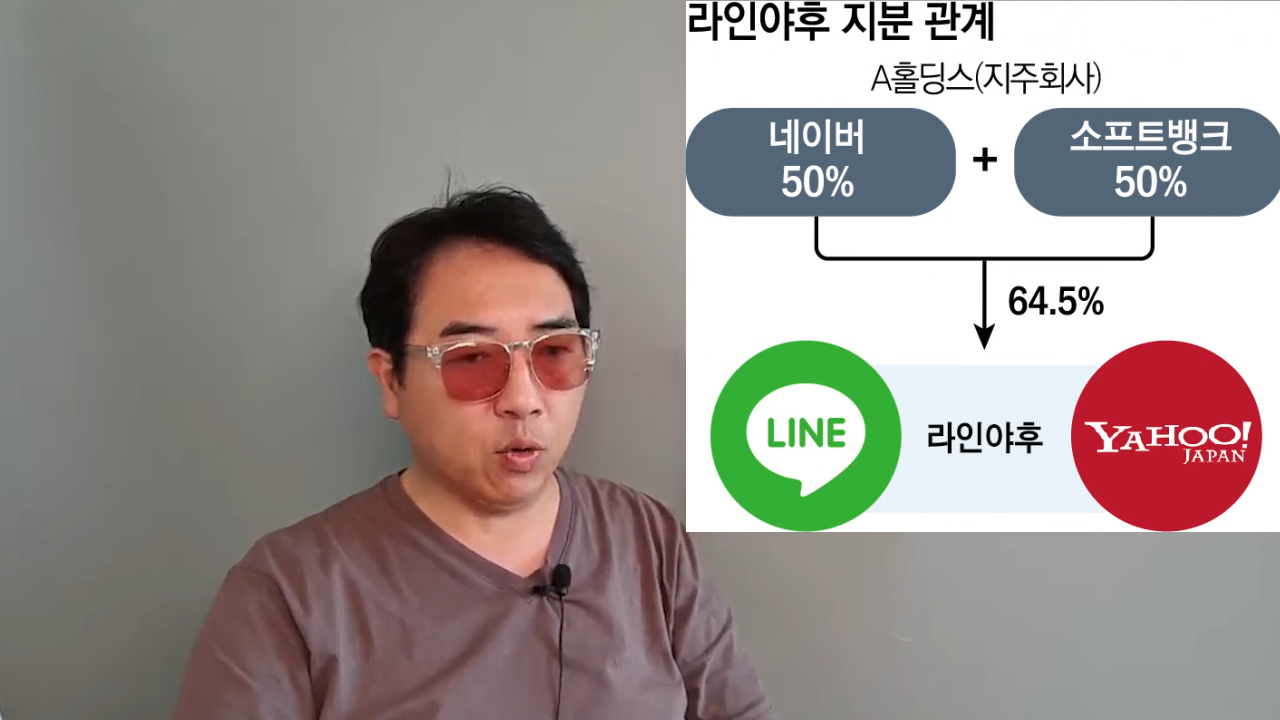 라인야후 지분 관계
A홀딩스(지주회사)
네이버
50%
+
소프트뱅크
50%
64.5%
LINE
라인야후
YAHOO!
JAPAN